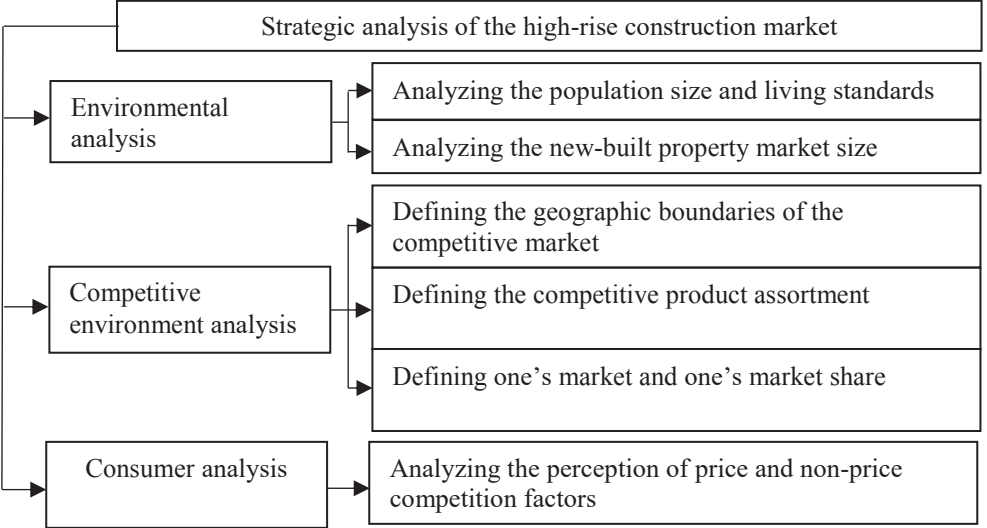 Strategic analysis of the high-rise construction market
Environmental
analysis
Analyzing the population size and living standards
Analyzing the new-built property market size
Competitive
environment analysis
Defining the geographic boundaries of the
competitive market
Defining the competitive product assortment
Defining one’s market and one’s market share
Consumer analysis
Analyzing the perception of price and non-price
competition factors